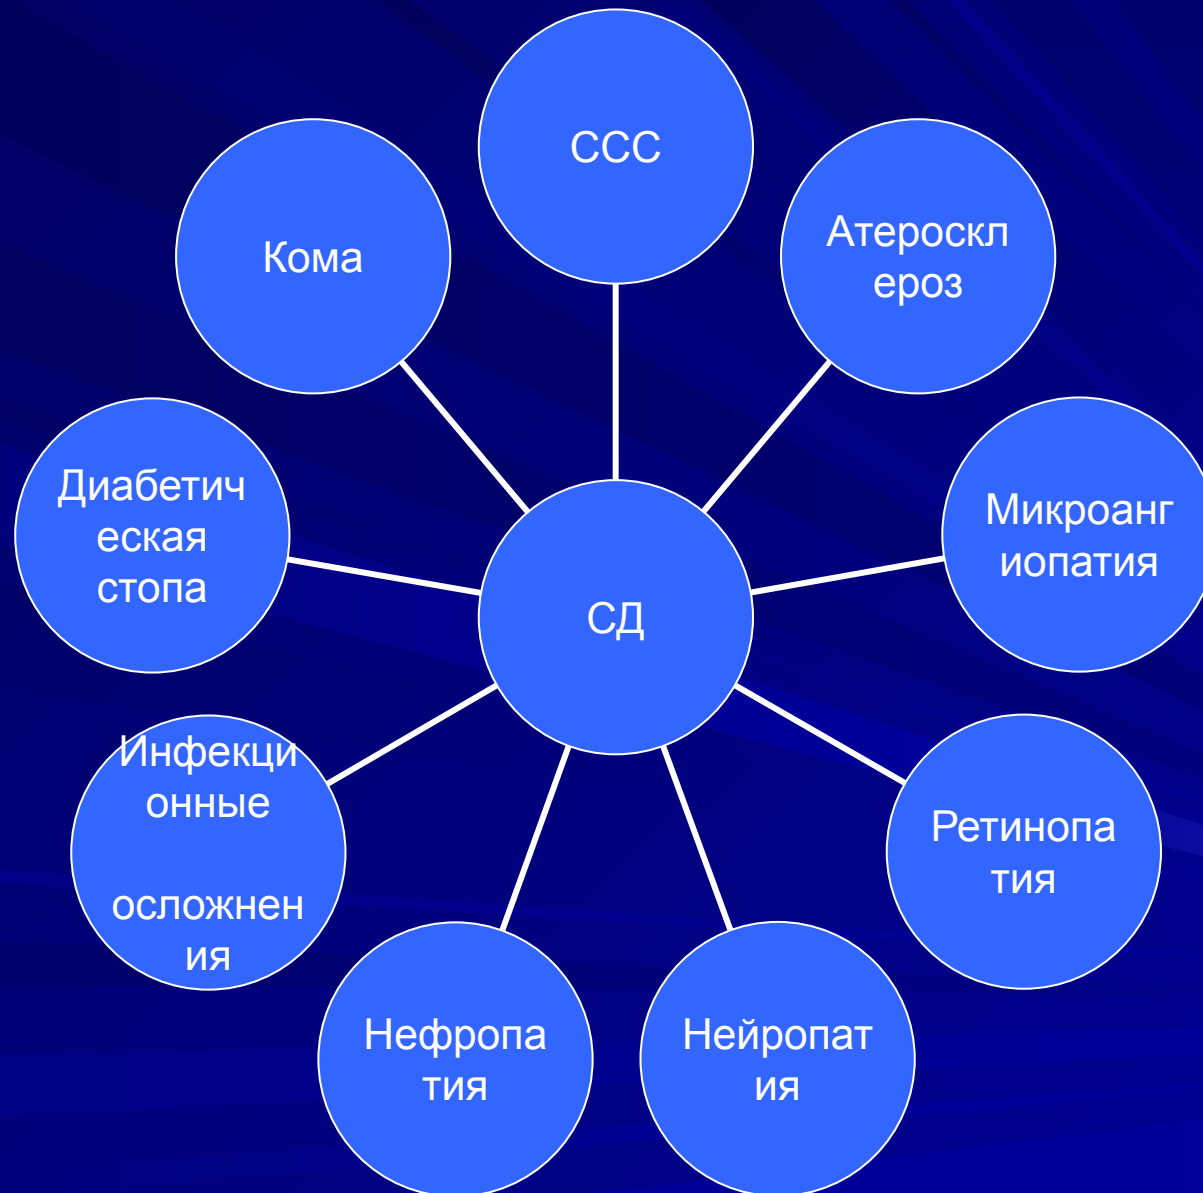 ССС
Атероскл
ероз
Кома
Микроанг
иопатия
Диабетич
еская
стопа
СД
Ретинопа
тия
Инфекци
онные
осложнен
ия
Нейропат
ия
Нефропа
тия